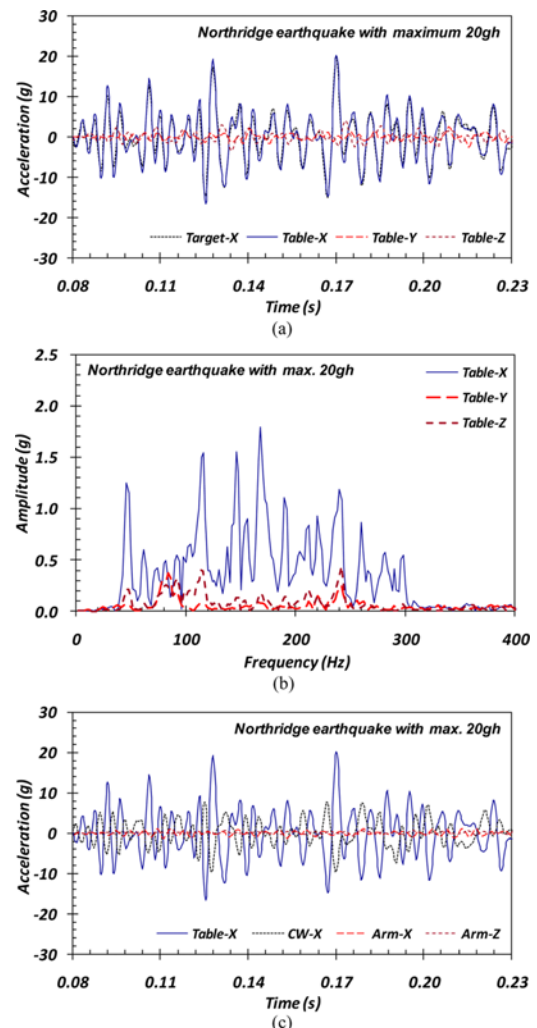 Northridge earthquake with maximum 20gh
30
20
10
0
-10
-20
-30
Acceleration (g)
Target-X Table-X Table-Y Table-Z
0.08 0.11 0.14 0.17 0.20 0.23
Time (s)
(a)
Northridge earthquake with max. 20gh
Table-X
Table-Y
Table-Z
2.5
2.0
1.5
1.0
0.5
0.0
Amplitude (g)
0 100 200 300 400
Frequency (Hz)
(b)
Northridge earthquake with max. 20gh
30
20
10
0
-10
-20
-30
Acceleration (g)
Table-X CW-X Arm-X Arm-Z
0.08 0.11 0.14 0.17 0.20 0.23
Time (s)
(c)